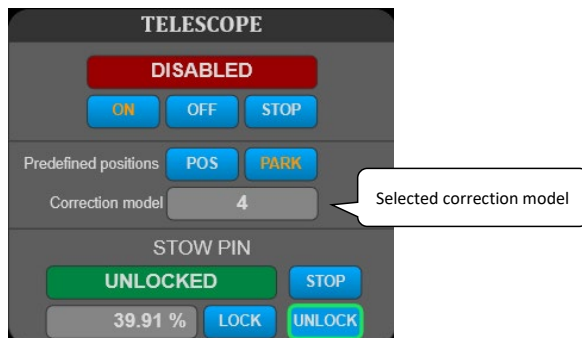 TELESCOPE
DISABLED
ON OFF STOP
Predefined positions POS PARK
Correction model 4
Selected correction model
STOW PIN
UNLOCKED STOP
39.91 % LOCK UNLOCK